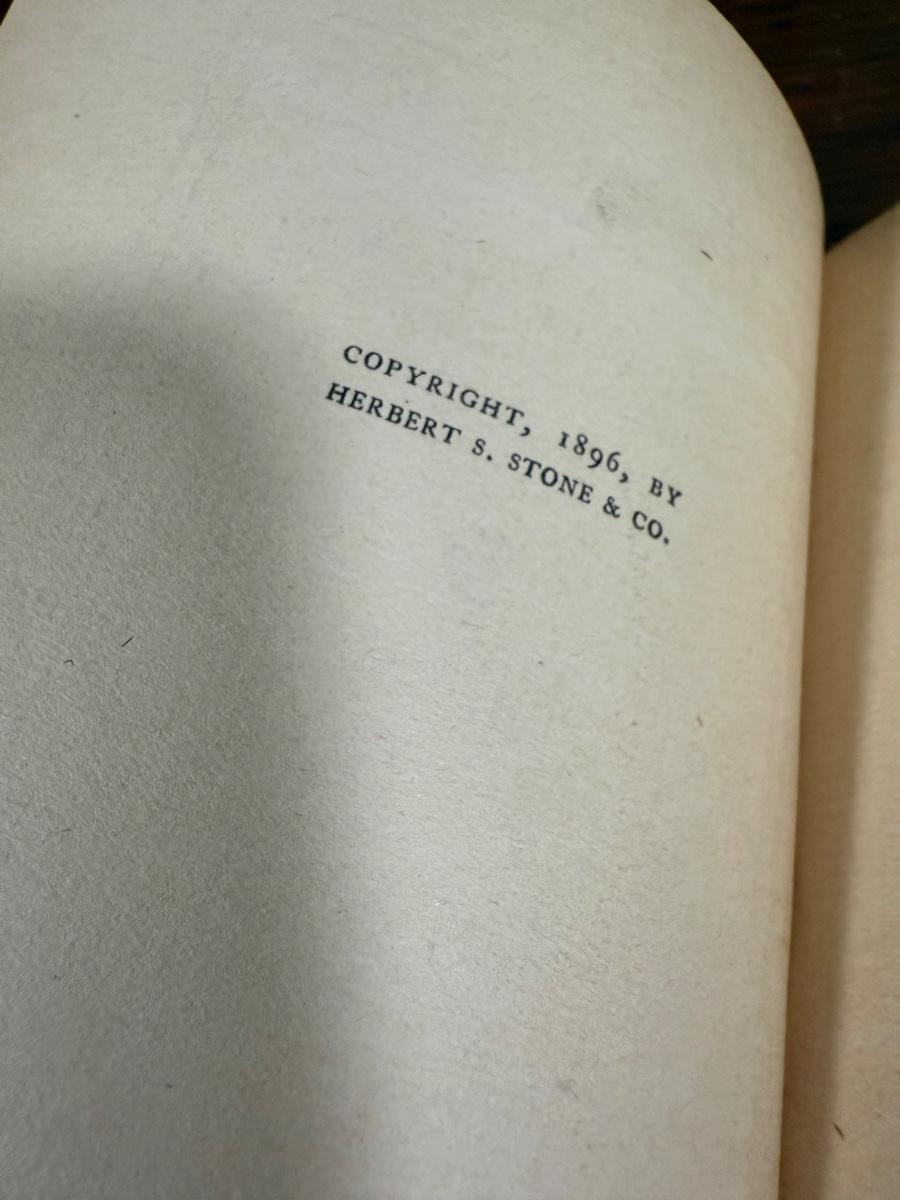 COPYRIGHT, 1896, BY
HERBERT S. STONE & CO.